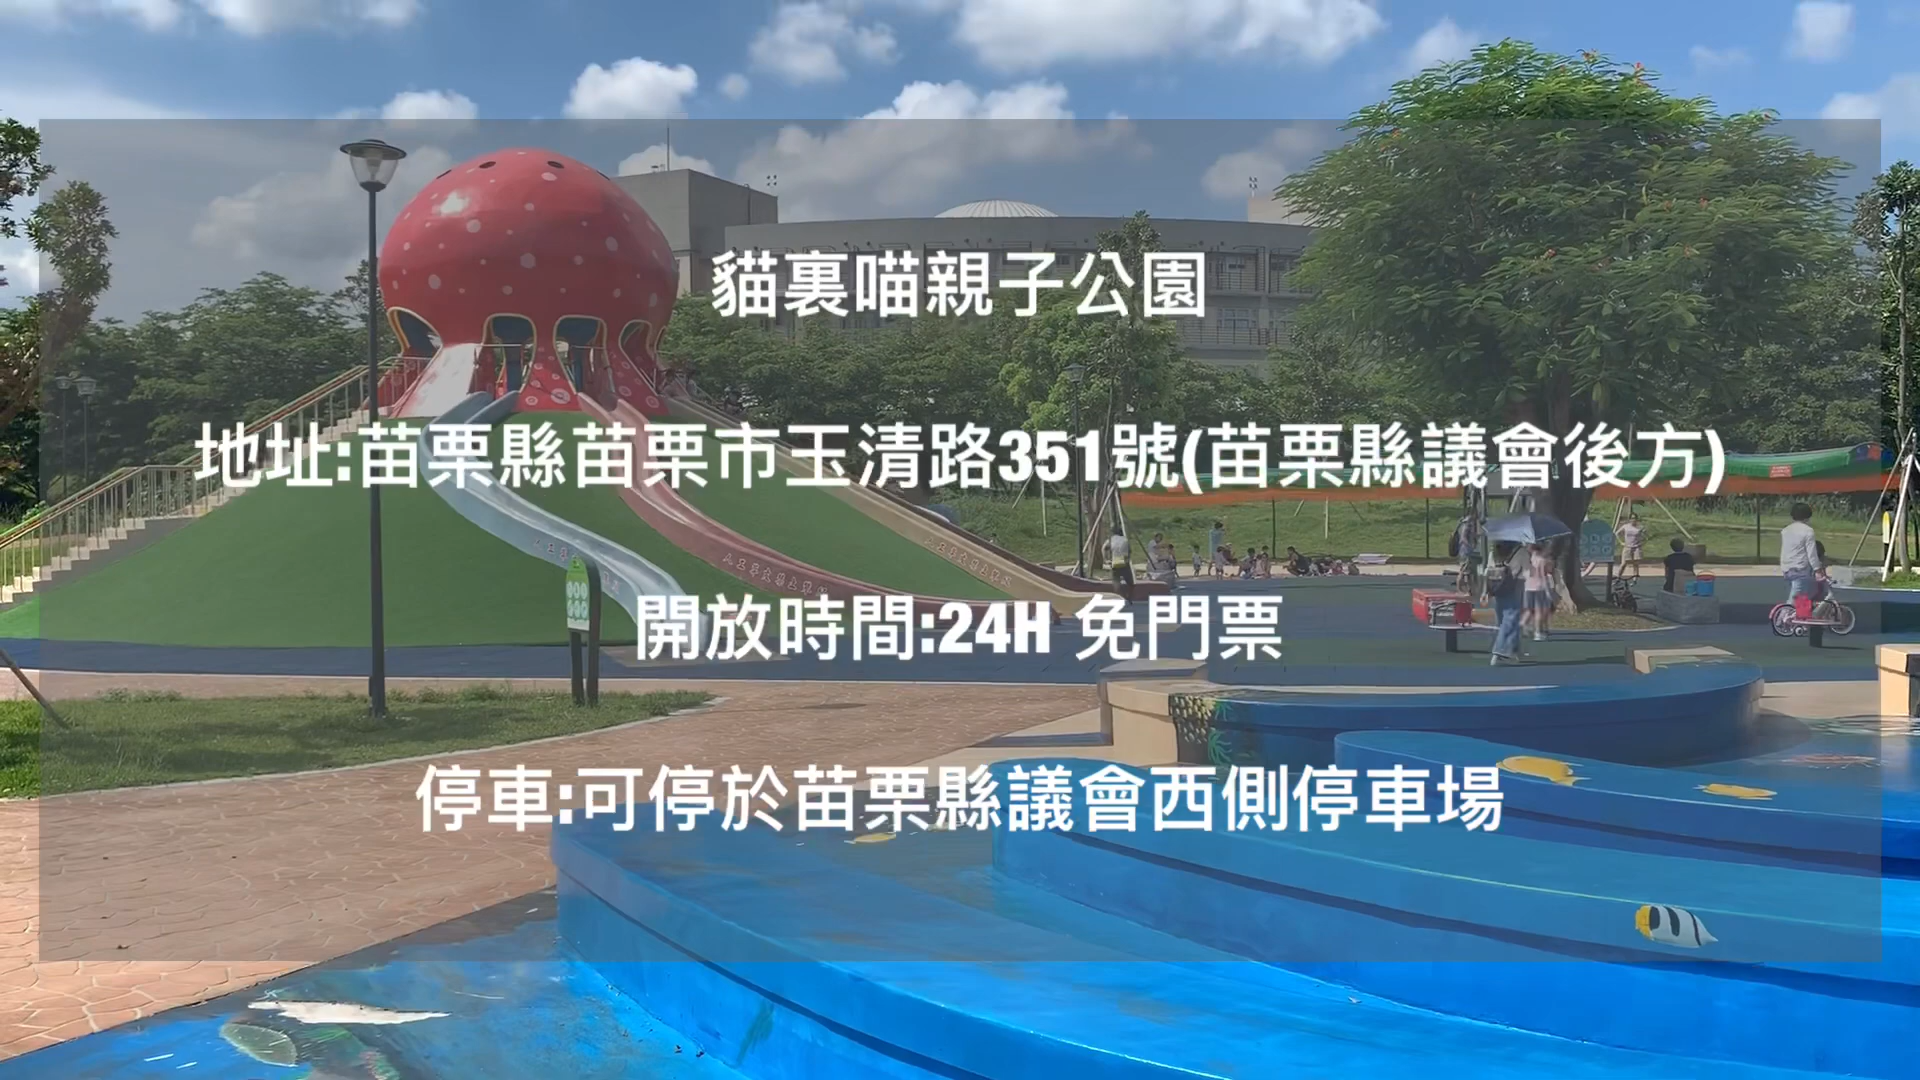 貓裏喵親子公園
地址:苗栗縣苗栗市玉清路351號(苗栗縣議會後方)
開放時間:24H 免門票
停車:可停於苗栗縣議會西側停車場